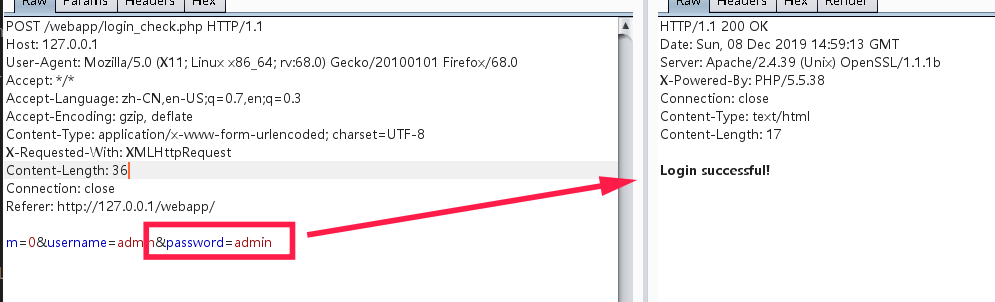 Raw Params Headers Hex
POST /webapp/login_check.php HTTP/1.1
Host: 127.0.0.1
User-Agent: Mozilla/5.0 (X11; Linux x86_64; rv:68.0) Gecko/20100101 Firefox/68.0
Accept: */*
Accept-Language: zh-CN,en-US;q=0.7,en;q=0.3
Accept-Encoding: gzip, deflate
Content-Type: application/x-www-form-urlencoded; charset=UTF-8
X-Requested-With: XMLHttpRequest
Content-Length: 36
Connection: close
Referer: http://127.0.0.1/webapp/
m=0&username=admin&password=admin
Raw Headers Hex Render
HTTP/1.1 200 OK
Date: Sun, 08 Dec 2019 14:59:13 GMT
Server: Apache/2.4.39 (Unix) OpenSSL/1.1.1b
X-Powered-By: PHP/5.5.38
Connection: close
Content-Type: text/html
Content-Length: 17
Login successful!